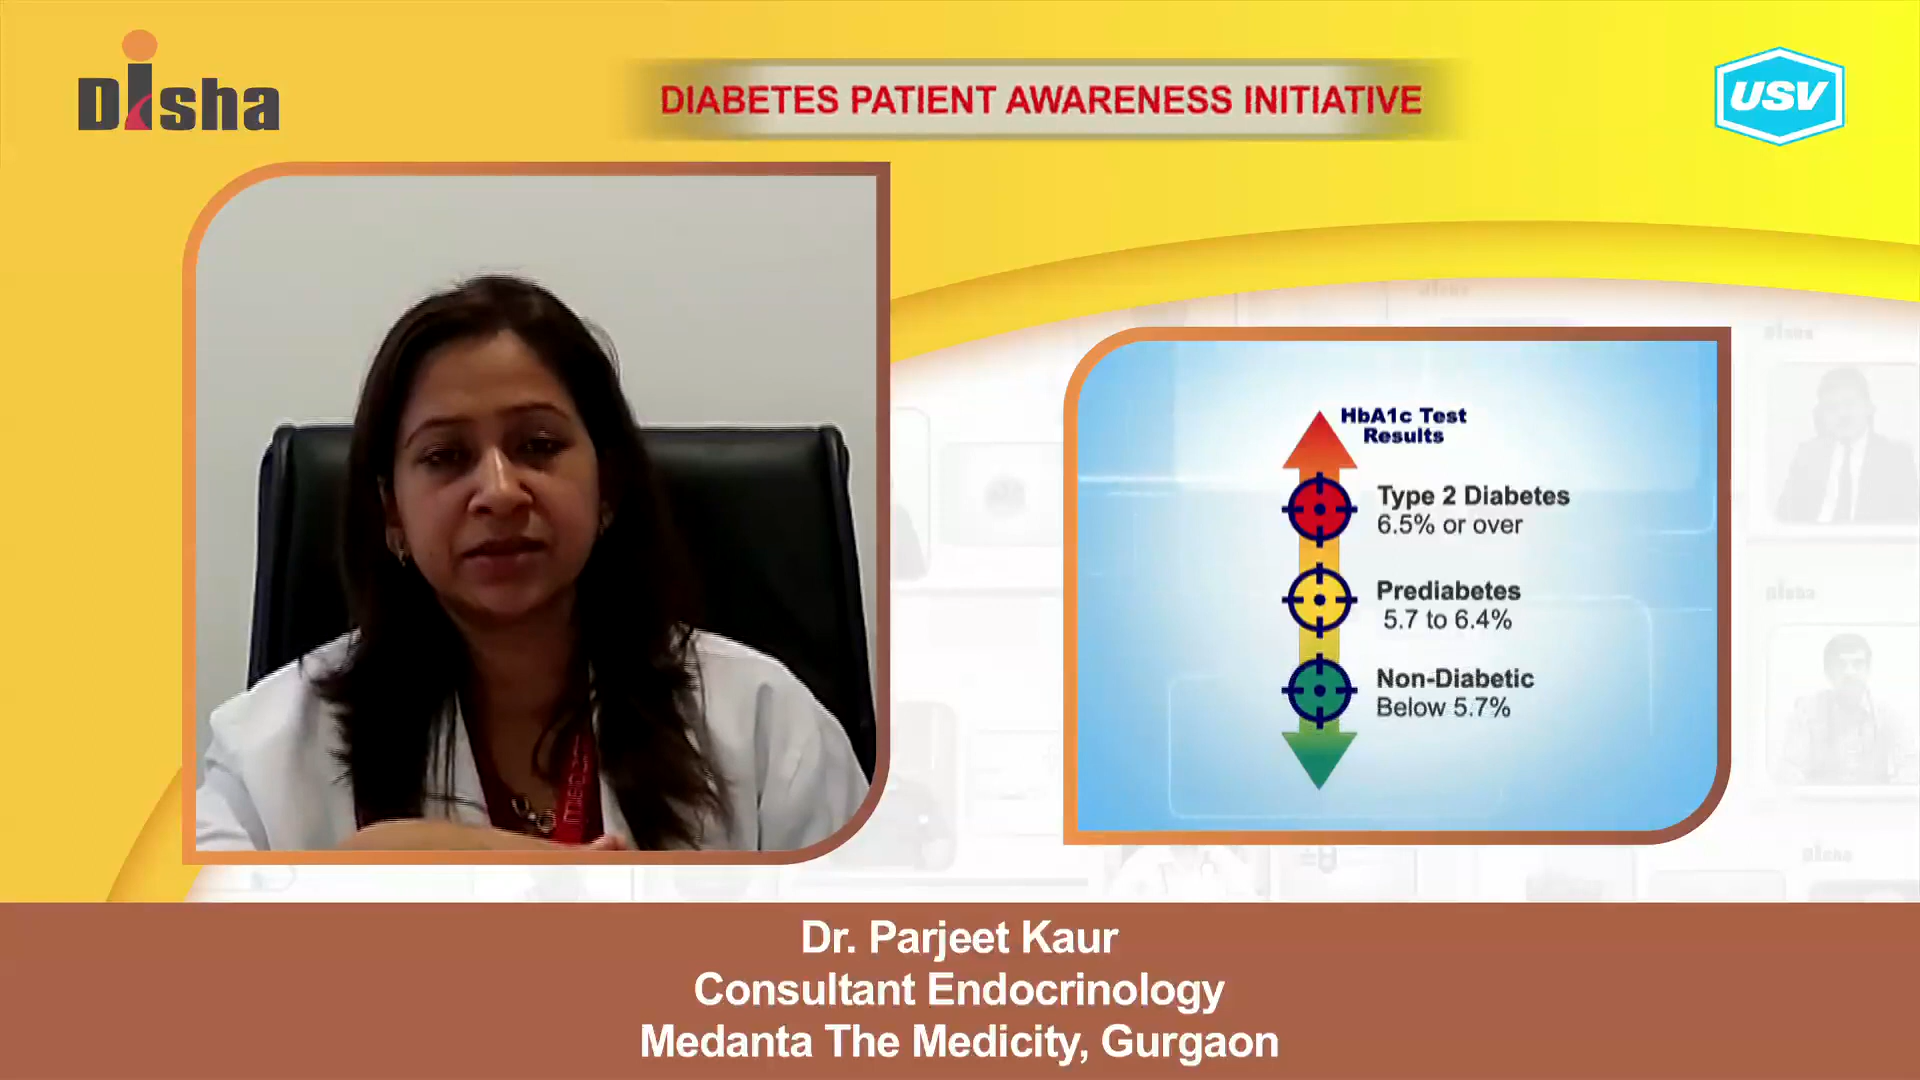 Disha
DIABETES PATIENT AWARENESS INITIATIVE
USV
HbA1c Test
Results
Type 2 Diabetes
6.5% or over
Prediabetes
5.7 to 6.4%
Non-Diabetic
Below 5.7%
Dr. Parjeet Kaur
Consultant Endocrinology
Medanta The Medicity, Gurgaon